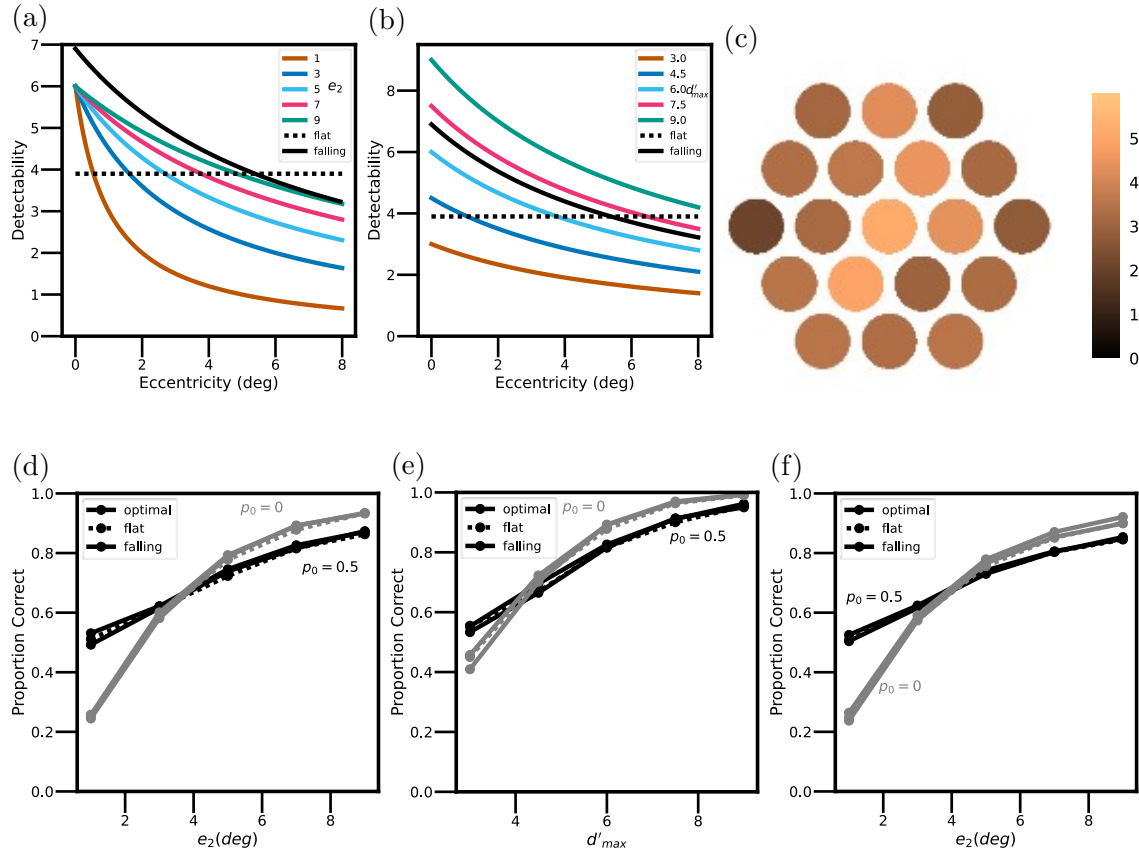 (a)
7
6
5
4
3
2
1
0
Detectability
0 2 4 6 8
Eccentricity (deg)
1
3
5 e2
7
9
flat
falling
(b)
8
6
4
2
0
Detectability
0 2 4 6 8
Eccentricity (deg)
3.0
4.5
6.0 d'max
7.5
9.0
flat
falling
(c)
5
4
3
2
1
0
(d)
1.0
0.8
0.6
0.4
0.2
0.0
Proportion Correct
optimal
flat
falling
p0 = 0
p0 = 0.5
2 4 6 8
e2(deg)
(e)
1.0
0.8
0.6
0.4
0.2
0.0
Proportion Correct
optimal
flat
falling
p0 = 0
p0 = 0.5
4 6 8
d'max
(f)
1.0
0.8
0.6
0.4
0.2
0.0
Proportion Correct
optimal
flat
falling
p0 = 0.5
p0 = 0
2 4 6 8
e2(deg)